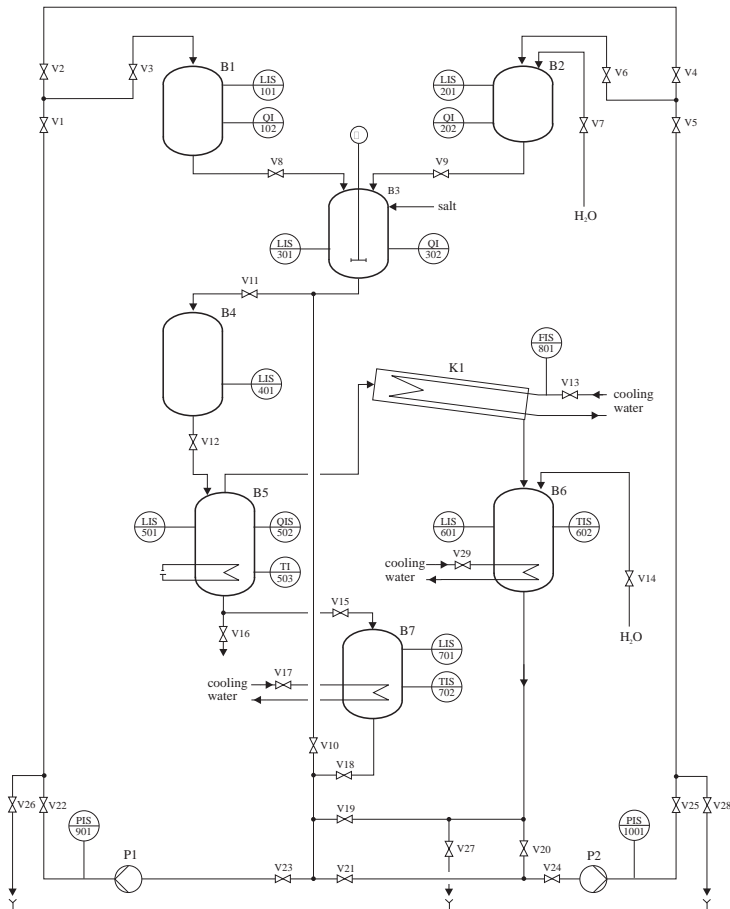 V2
V3
B1
LIS
101
QI
102
LIS
201
QI
202
B2
V6
V4
V1
V7
V5
V8
V9
B3
salt
H₂O
LIS
301
QI
302
V11
B4
LIS
401
K1
FIS
801
V13
cooling
water
V12
B5
LIS
501
QIS
502
TI
503
B6
LIS
601
TIS
602
V29
cooling
water
V14
V15
V16
H₂O
B7
LIS
701
TIS
702
V17
cooling
water
V10
V18
V26
V22
PIS
901
V19
V27
V20
PIS
1001
V25
V28
P1
V23
V21
V24
P2